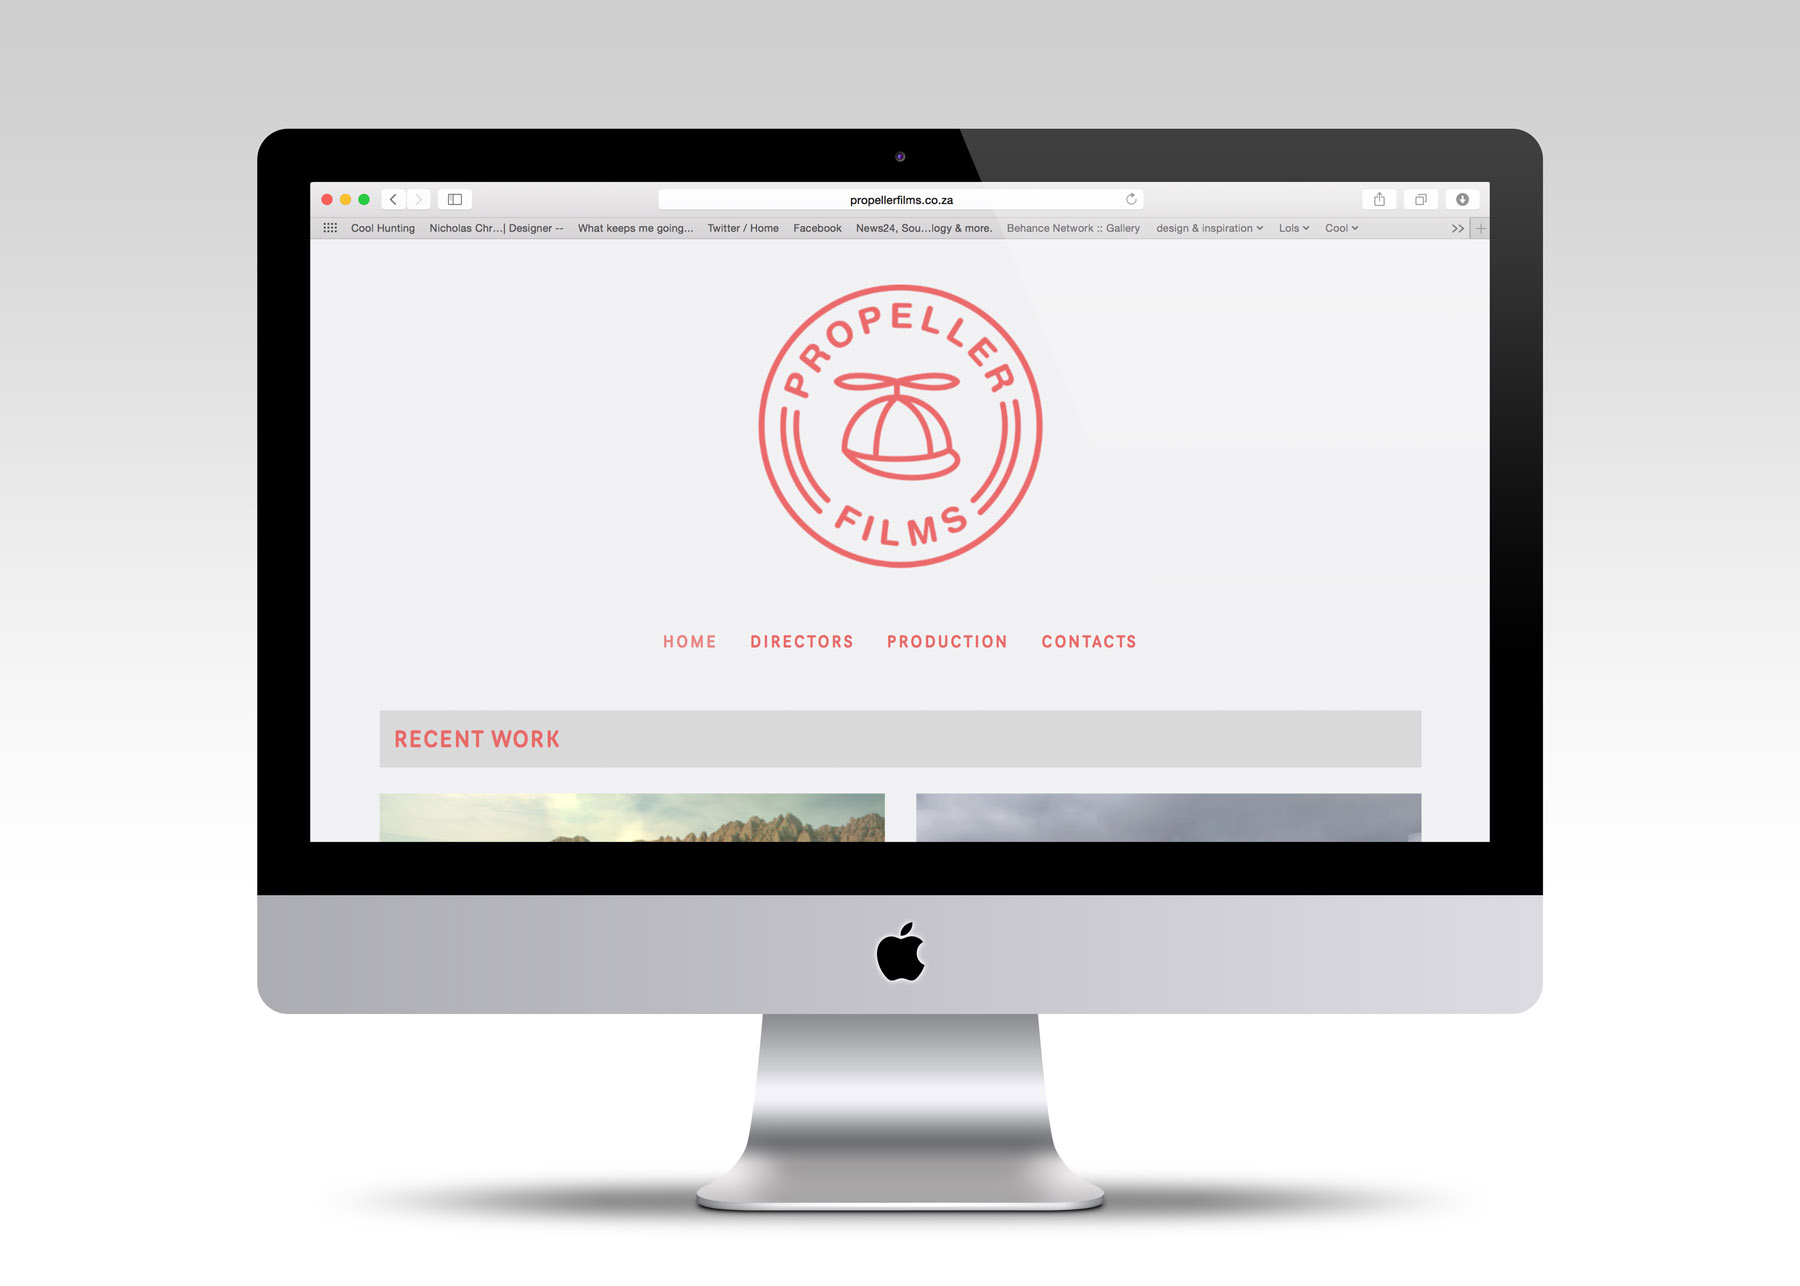 propellerfilms.co.za
Cool Hunting Nicholas Chr...| Designer -- What keeps me going... Twitter / Home Facebook News24, Sou...logy & more. Behance Network :: Gallery design & inspiration Lols Cool
PROPELLER
FILMS
HOME DIRECTORS PRODUCTION CONTACTS
RECENT WORK